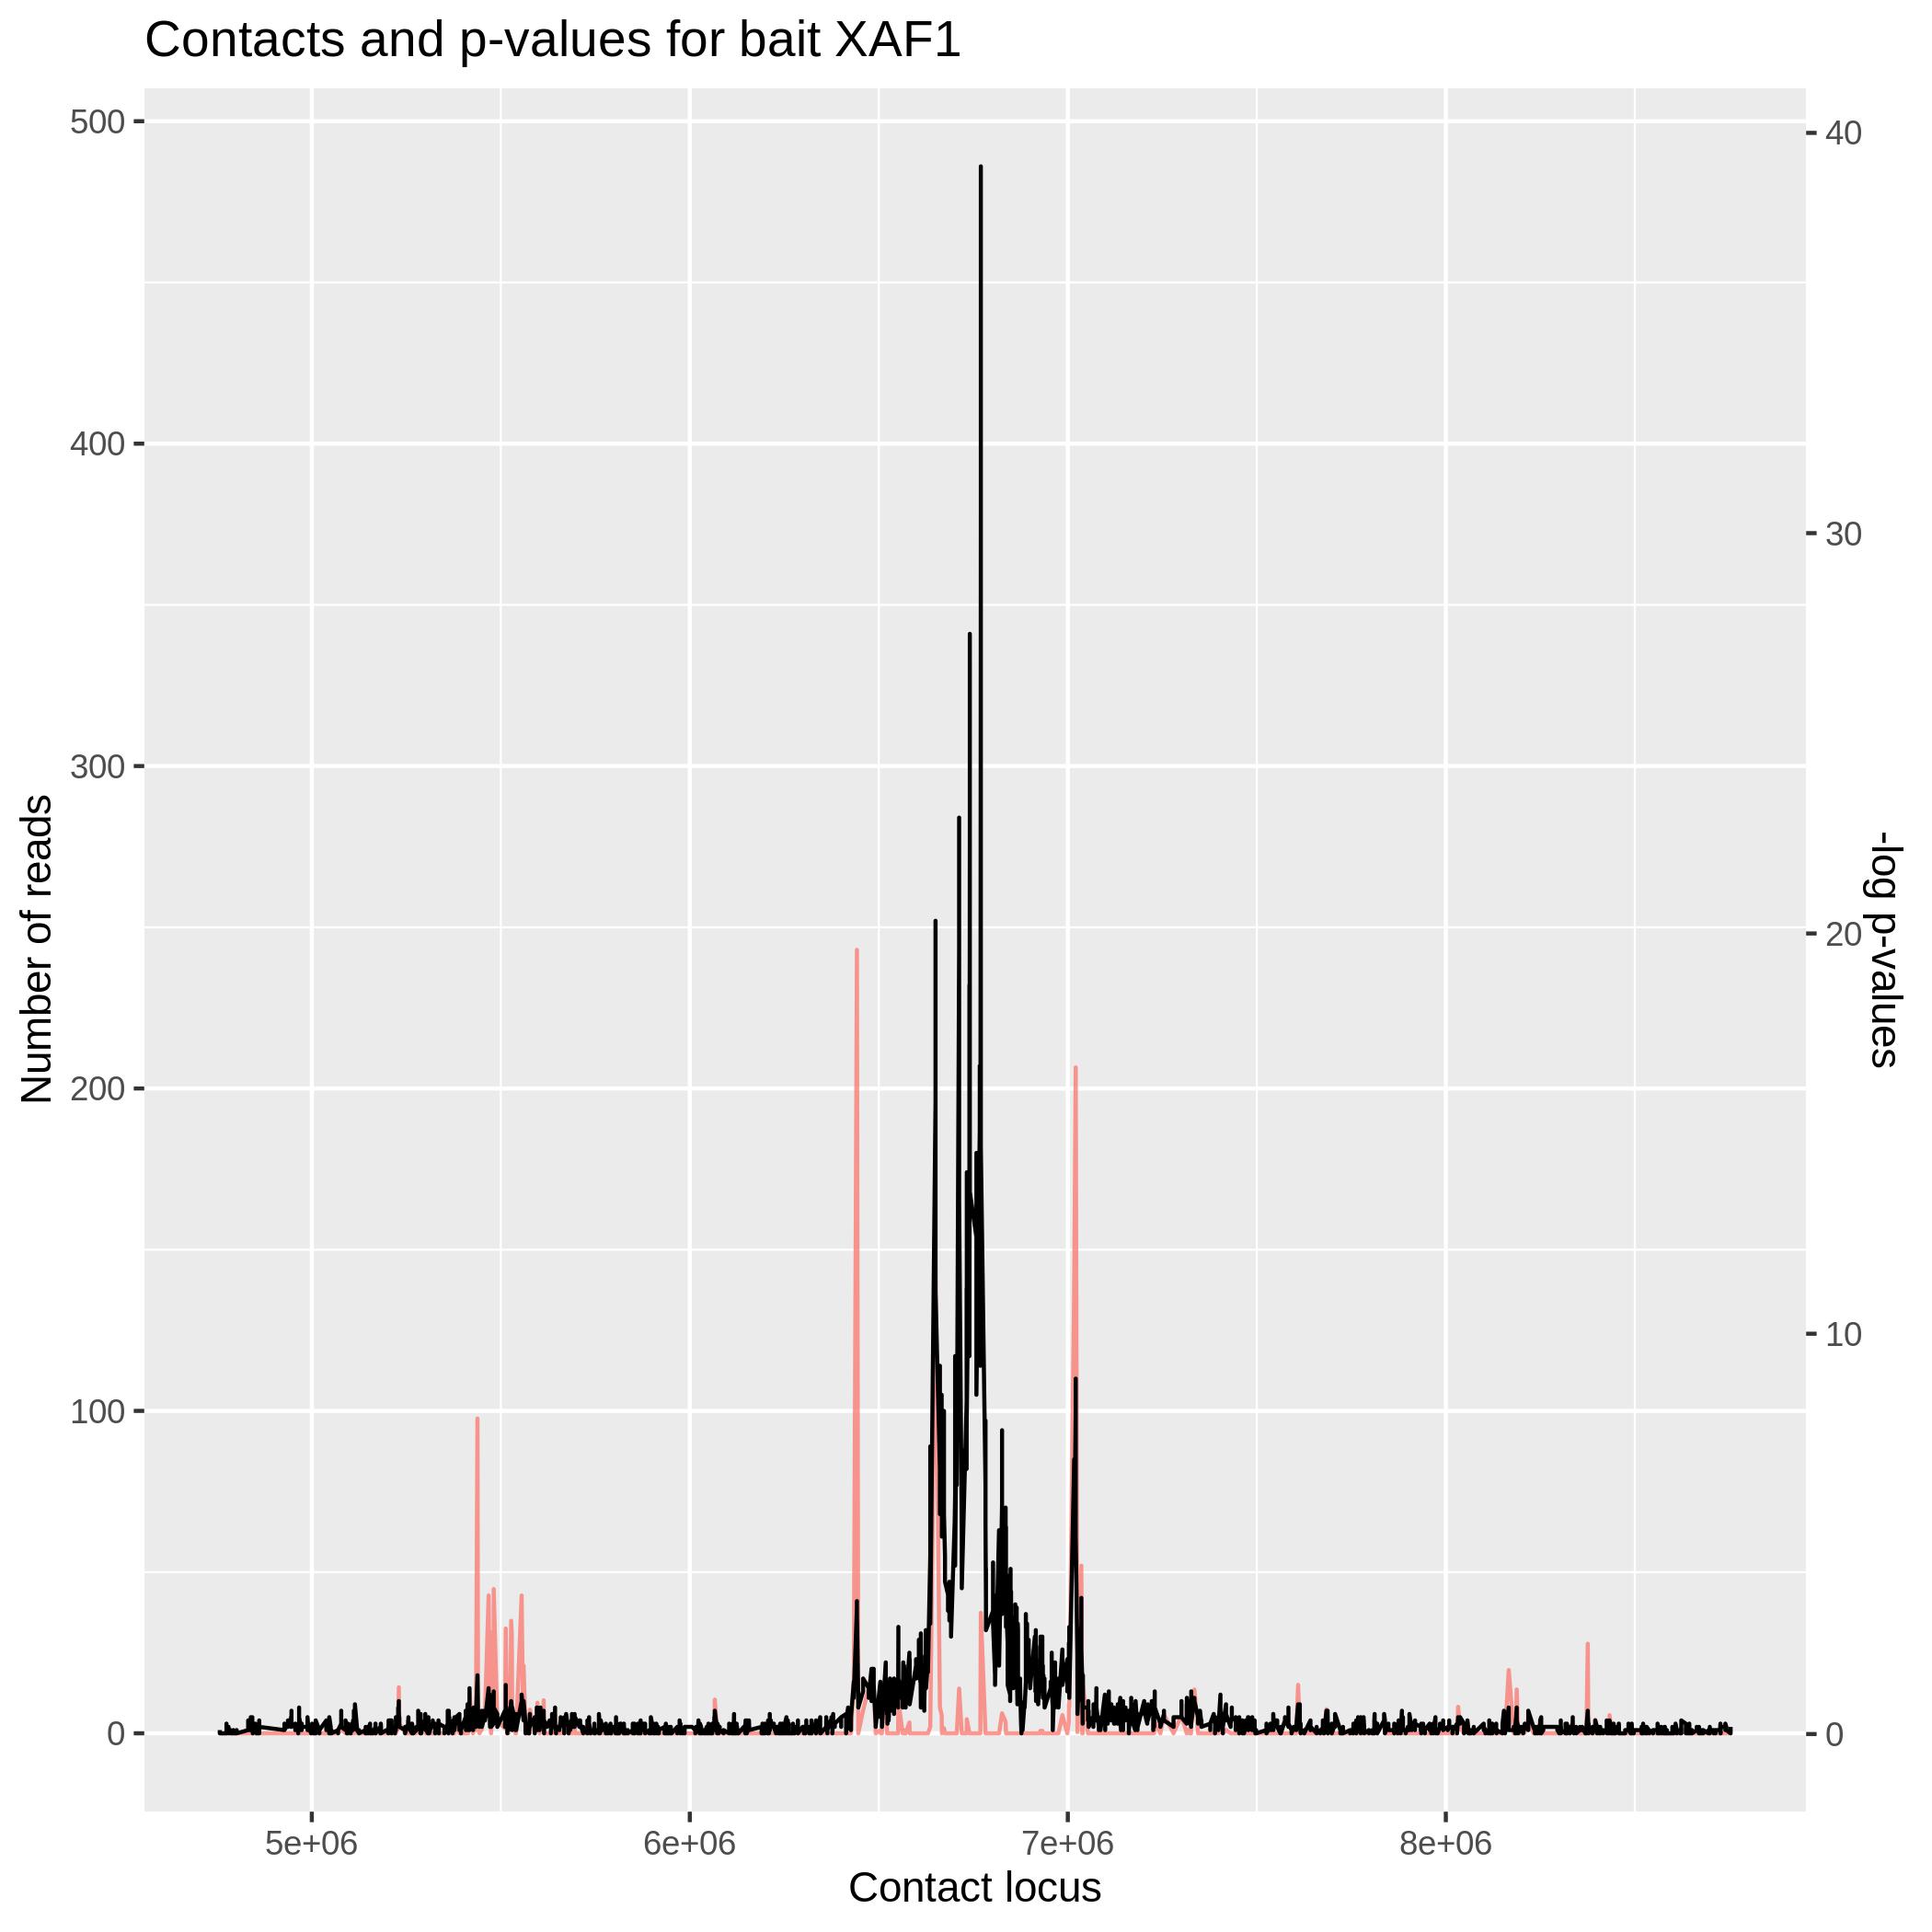 Contacts and p-values for bait XAF1
500
400
300
200
100
0
Number of reads
40
30
20
10
0
-log p-values
5e+06
6e+06
7e+06
8e+06
Contact locus